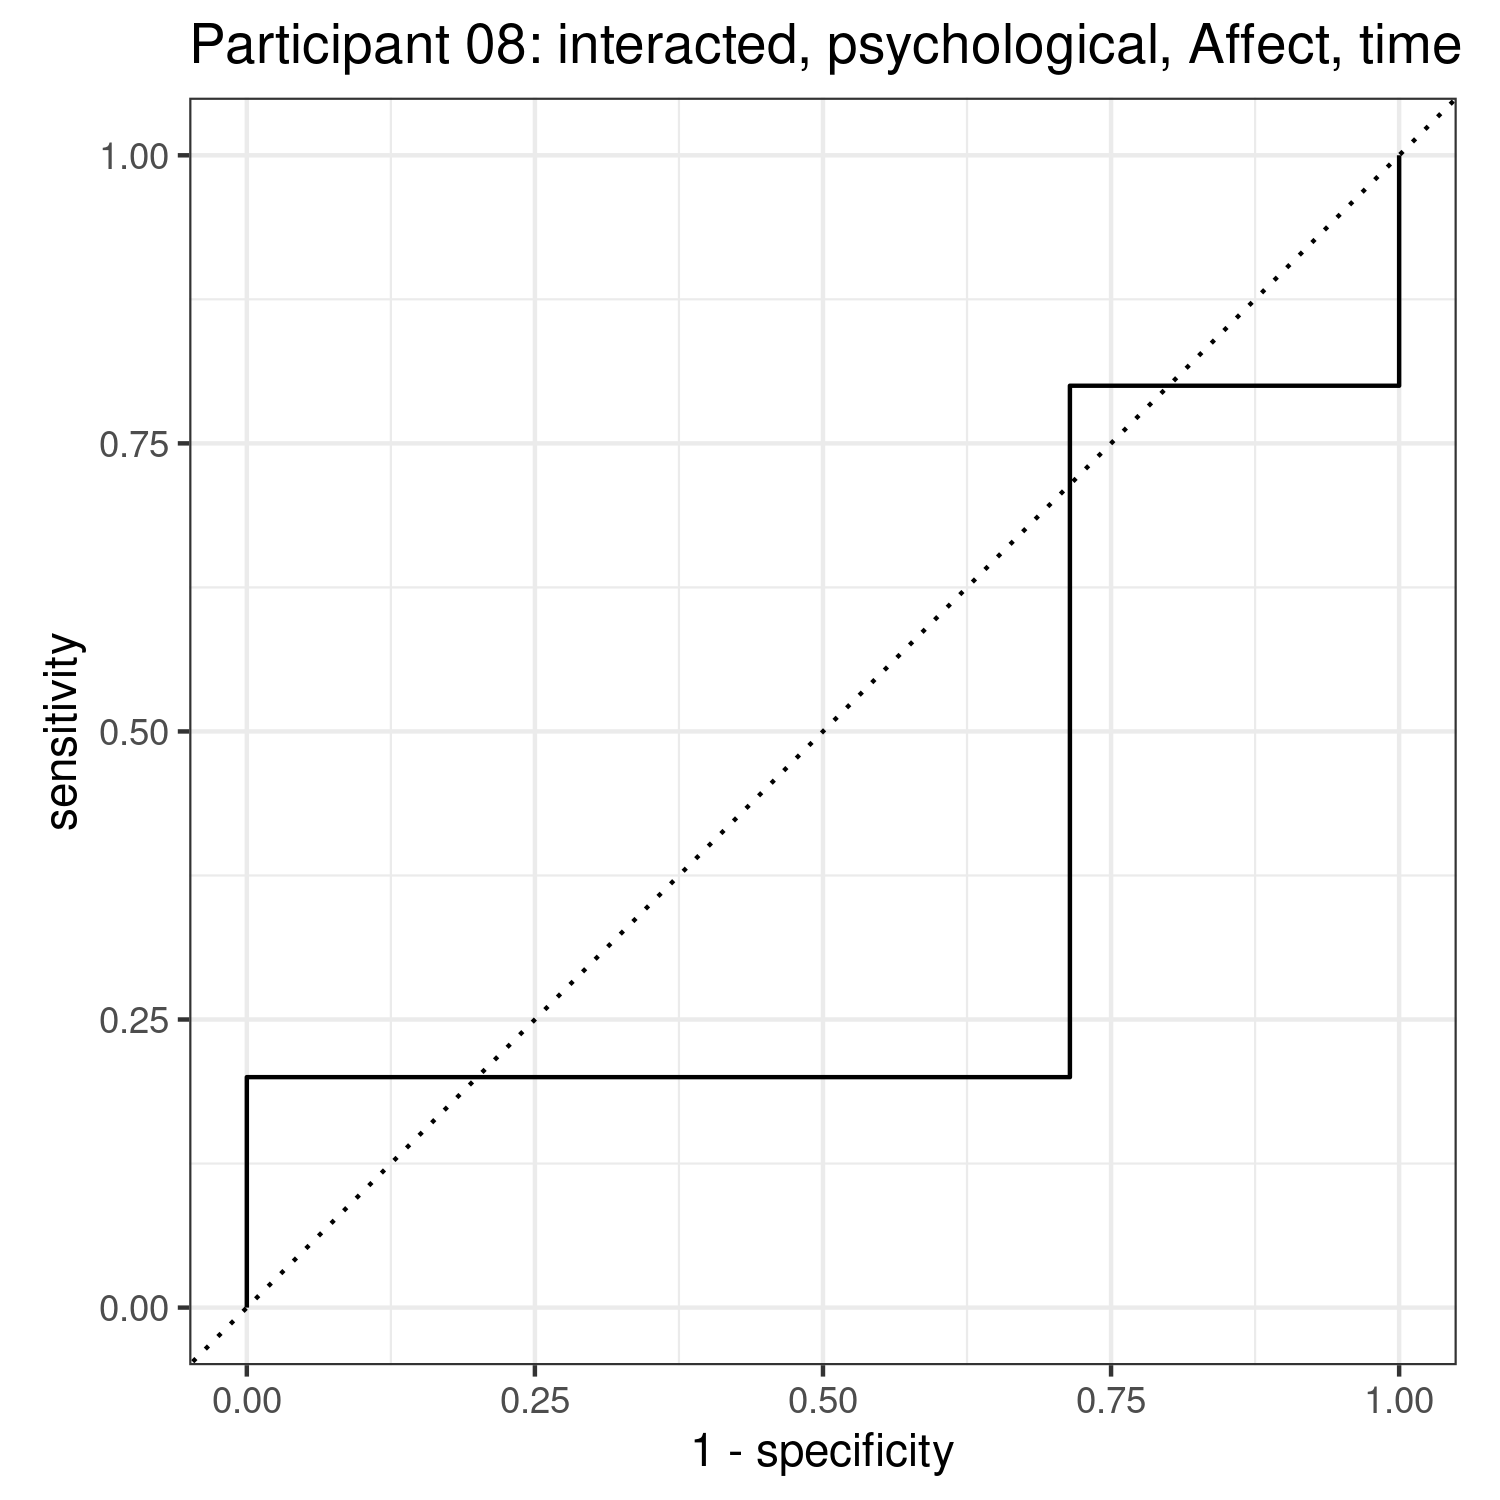 Participant 08: interacted, psychological, Affect, time
1.00
0.75
0.50
0.25
0.00
sensitivity
0.00 0.25 0.50 0.75 1.00
1 - specificity